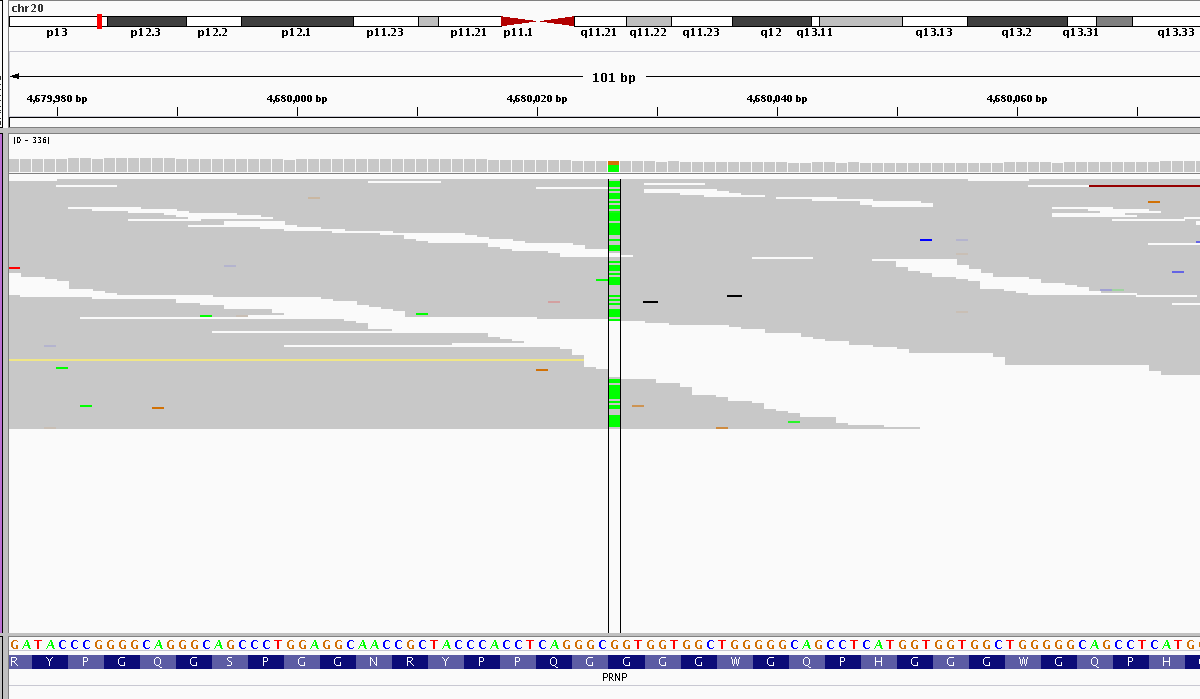 chr20
p13 p12.3 p12.2 p12.1 p11.23 p11.21 p11.1 q11.21 q11.22 q11.23 q12 q13.11 q13.13 q13.2 q13.31 q13.33
101 bp
4,679,980 bp 4,680,000 bp 4,680,020 bp 4,680,040 bp 4,680,060 bp
[0 - 336]
GATACCCGGGGCAGGGCAGCCCTGGAGGCAACCGCTACCCACCTCAGGGCGGTGGTGGCTGGGGGCAGCCTCATGGTGGTGGCTGGGGGCAGCCTCATG
R Y P G Q G S P G G N R Y P P Q G G G G W G Q P H G G G W G Q P H
PRNP